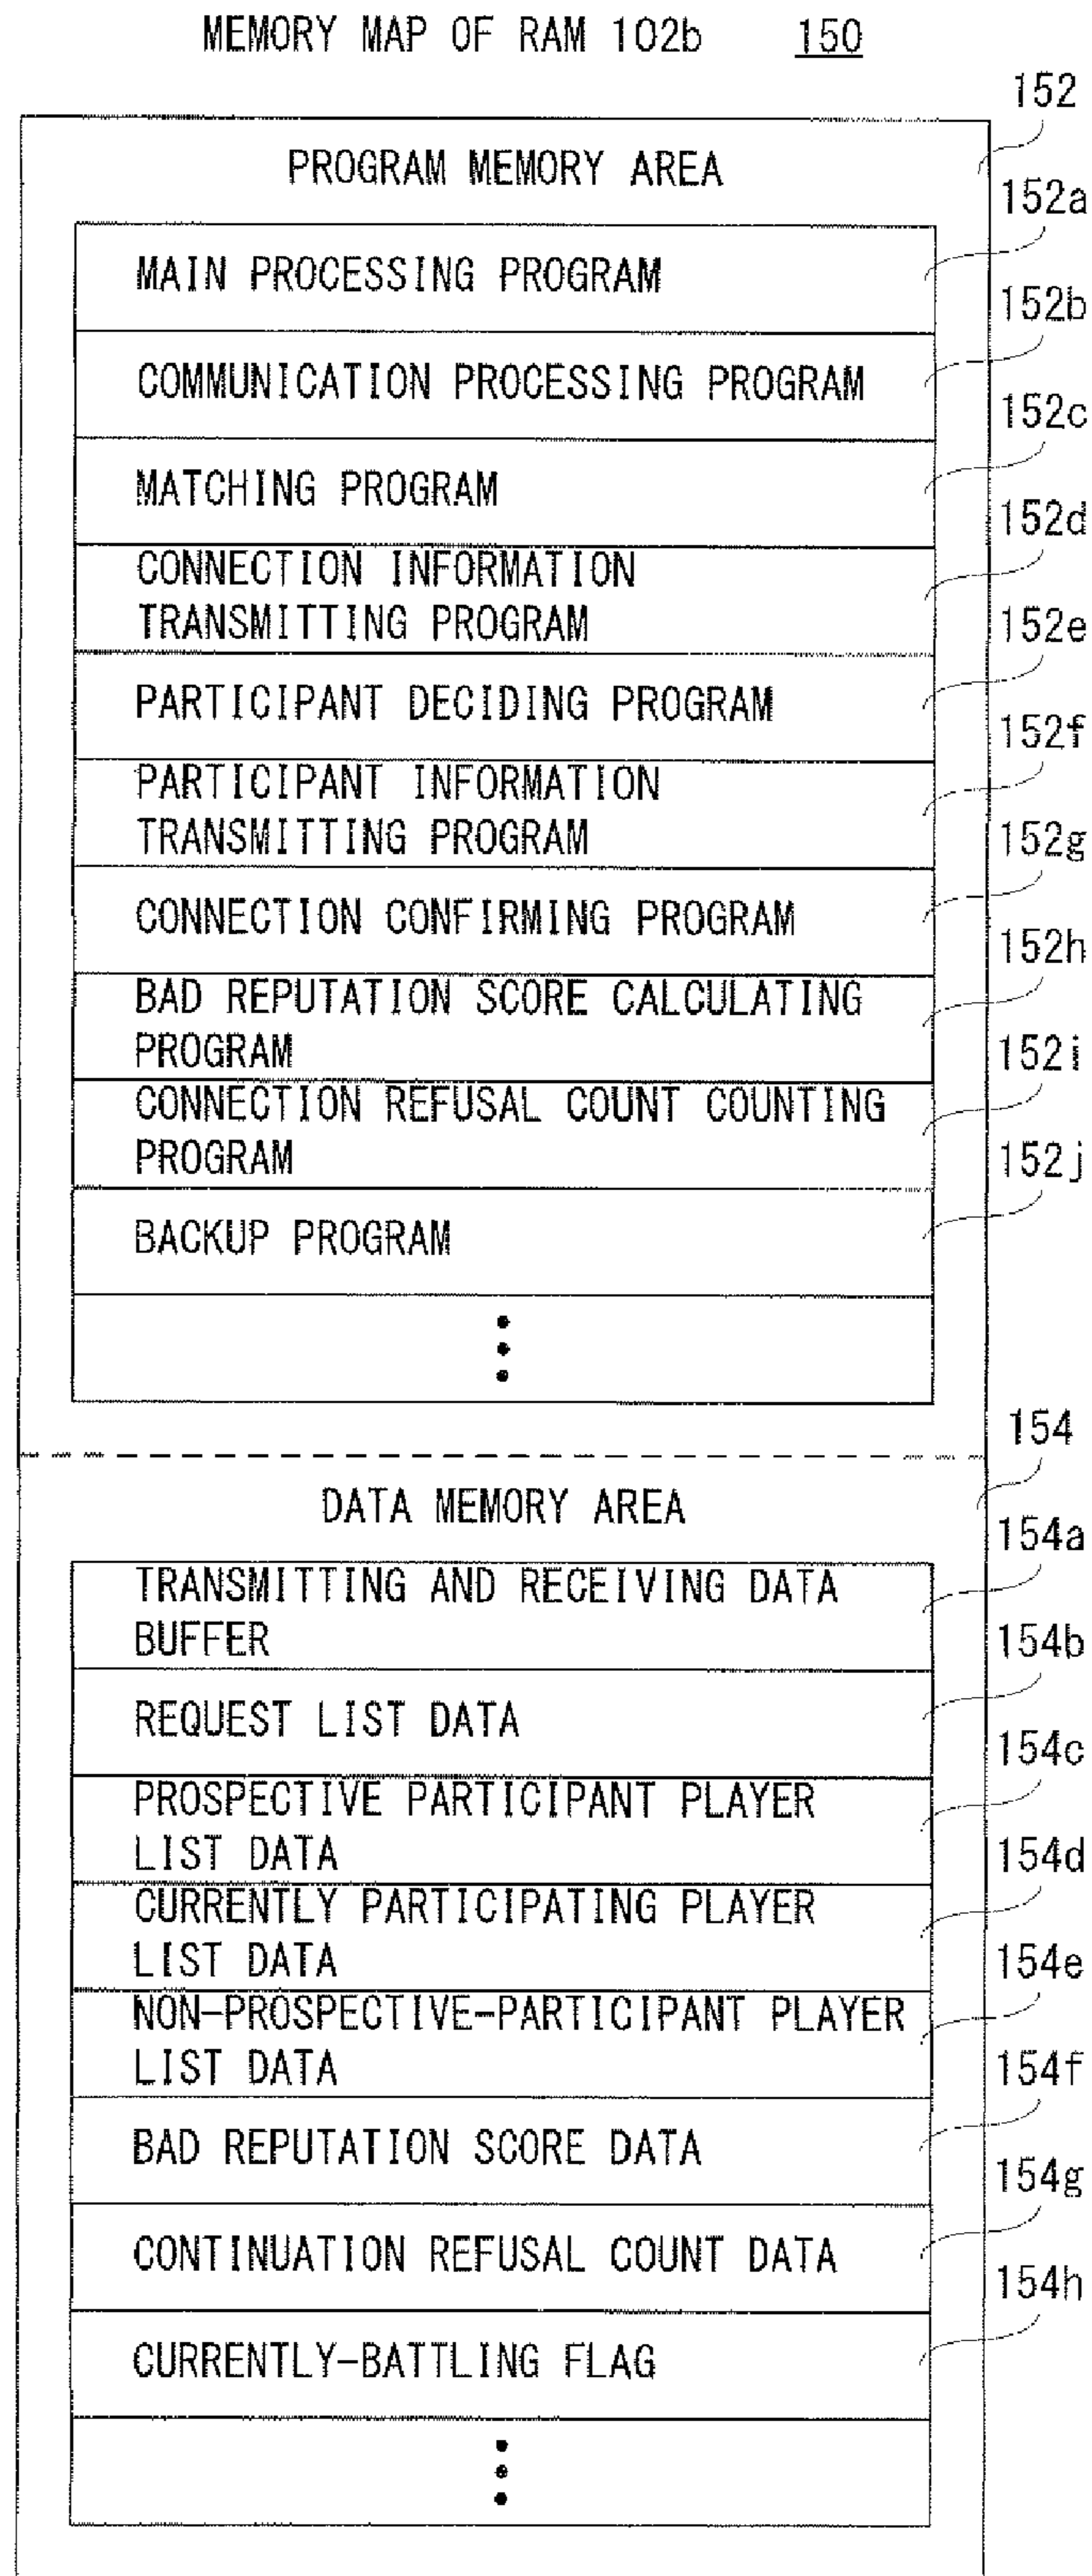 MEMORY MAP OF RAM 102b 150
152
PROGRAM MEMORY AREA
152a
MAIN PROCESSING PROGRAM
152b
COMMUNICATION PROCESSING PROGRAM
152c
MATCHING PROGRAM
152d
CONNECTION INFORMATION
TRANSMITTING PROGRAM
152e
PARTICIPANT DECIDING PROGRAM
152f
PARTICIPANT INFORMATION
TRANSMITTING PROGRAM
152g
CONNECTION CONFIRMING PROGRAM
152h
BAD REPUTATION SCORE CALCULATING
PROGRAM
152i
CONNECTION REFUSAL COUNT COUNTING
PROGRAM
152j
BACKUP PROGRAM
154
DATA MEMORY AREA
154a
TRANSMITTING AND RECEIVING DATA
BUFFER
154b
REQUEST LIST DATA
154c
PROSPECTIVE PARTICIPANT PLAYER
LIST DATA
154d
CURRENTLY PARTICIPATING PLAYER
LIST DATA
154e
NON-PROSPECTIVE-PARTICIPANT PLAYER
LIST DATA
154f
BAD REPUTATION SCORE DATA
154g
CONTINUATION REFUSAL COUNT DATA
154h
CURRENTLY-BATTLING FLAG